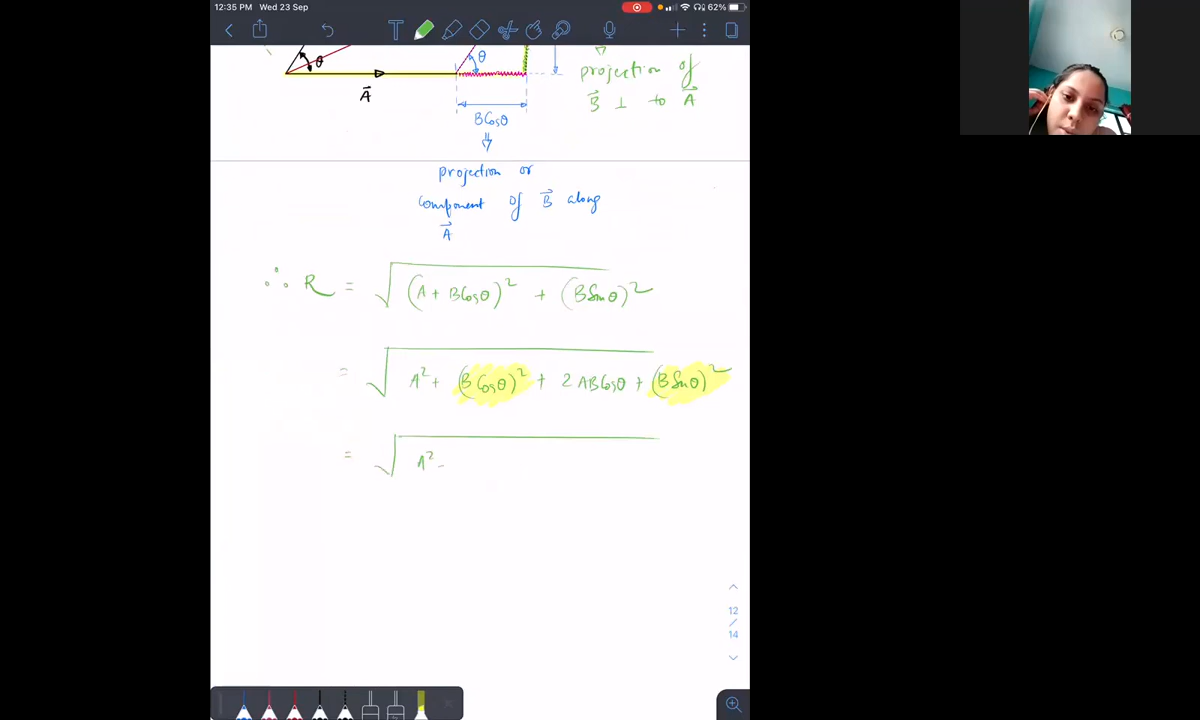 12:35 PM Wed 23 Sep
62%
T
θ
θ
A⃗
projection of
B⃗ ⊥ to A⃗
BCosθ
⇓
projection or
component of B⃗ along
A⃗
∴ R = √((A + BCosθ)² + (BSinθ)²)
= √(A² + (BCosθ)² + 2ABCosθ + (BSinθ)²)
= √(A² -
12
/
14